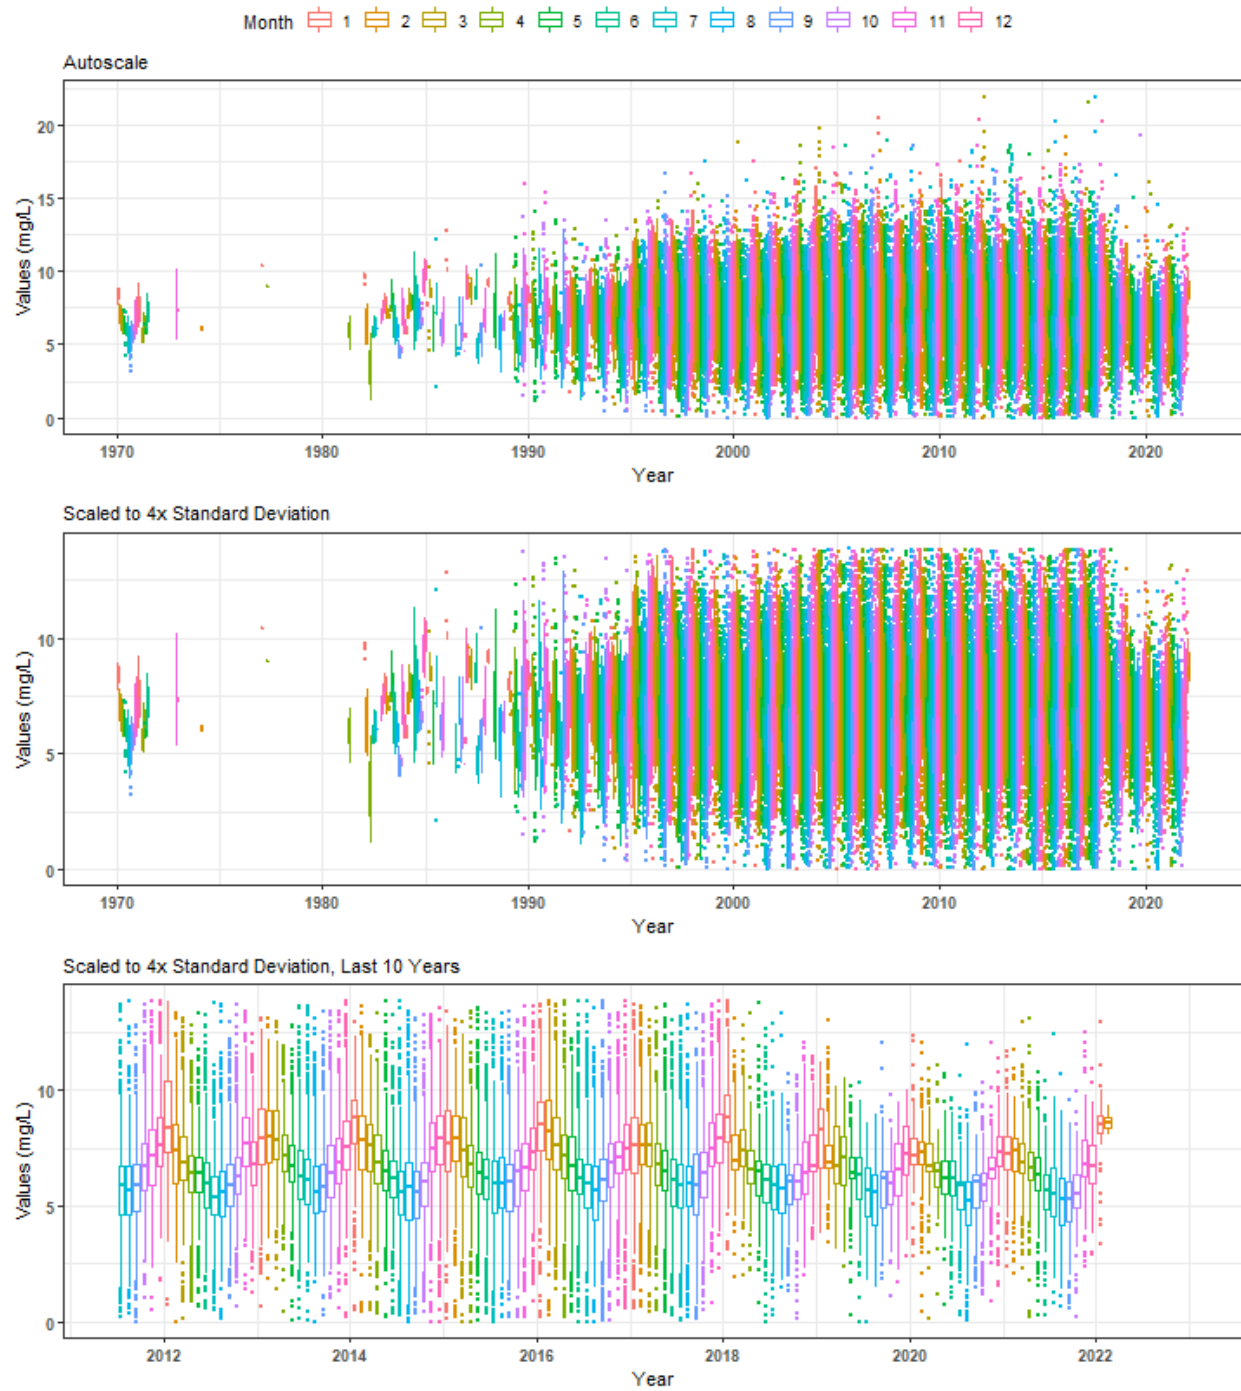 Month 1 2 3 4 5 6 7 8 9 10 11 12
Autoscale
20
15
10
5
0
Values (mg/L)
1970 1980 1990 2000 2010 2020
Year
Scaled to 4x Standard Deviation
10
5
0
Values (mg/L)
1970 1980 1990 2000 2010 2020
Year
Scaled to 4x Standard Deviation, Last 10 Years
10
5
0
Values (mg/L)
2012 2014 2016 2018 2020 2022
Year